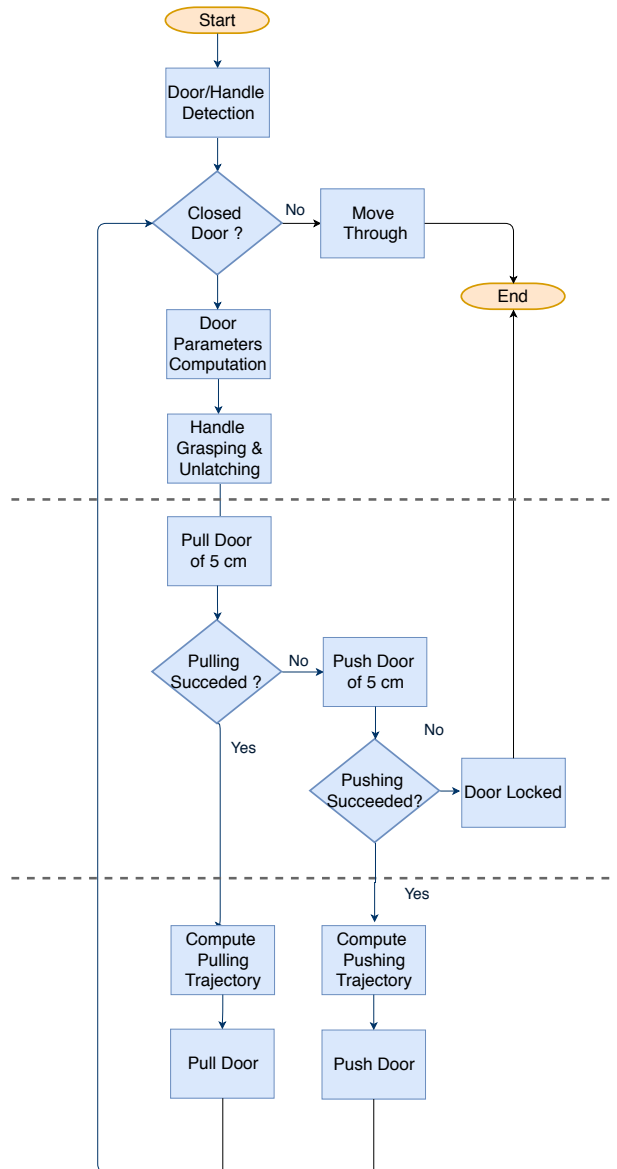 Start
Door/Handle
Detection
Closed
Door ?
No
Move
Through
End
Door
Parameters
Computation
Handle
Grasping &
Unlatching
Pull Door
of 5 cm
Pulling
Succeded ?
No
Push Door
of 5 cm
Yes
No
Pushing
Succeeded?
Door Locked
Yes
Compute
Pulling
Trajectory
Compute
Pushing
Trajectory
Pull Door
Push Door